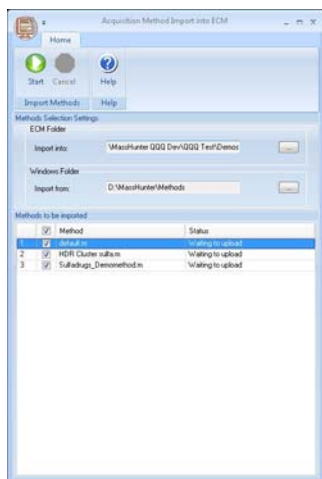 Acquisition Method Import into ECM
Home
Start Cancel Help
Import Methods Help
Methods Selection Settings
ECM Folder
Import into: \MassHunter QQQ Dev\QQQ Test\Demos ...
Windows Folder
Import from: D:\MassHunter\Methods ...
Methods to be imported
Method Status
1 default.m Waiting to upload
2 HDR Cluster sulfa.m Waiting to upload
3 Sulfadrugs_Demomethod.m Waiting to upload